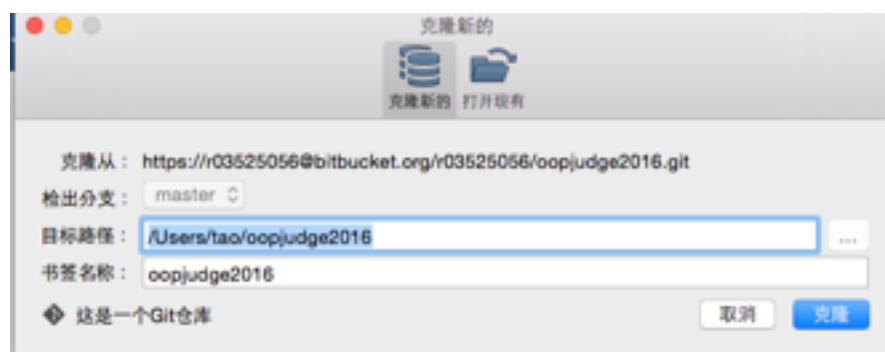 克隆新的
克隆新的 打开现有
克隆从： https://r03525056@bitbucket.org/r03525056/oopjudge2016.git
检出分支： master
目标路径： /Users/tao/oopjudge2016
...
书签名称： oopjudge2016
这是一个Git仓库
取消 克隆